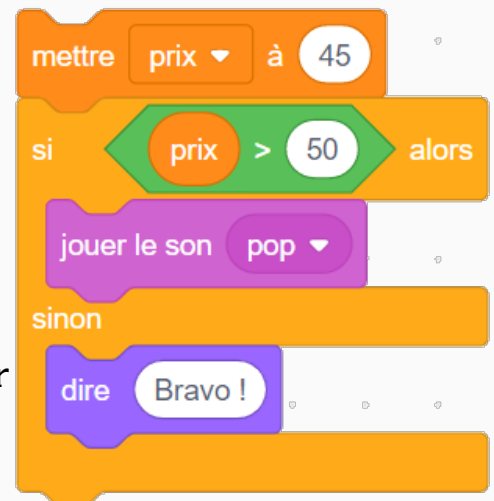 mettre prix à 45
si prix > 50 alors
jouer le son pop
sinon
r
dire Bravo !